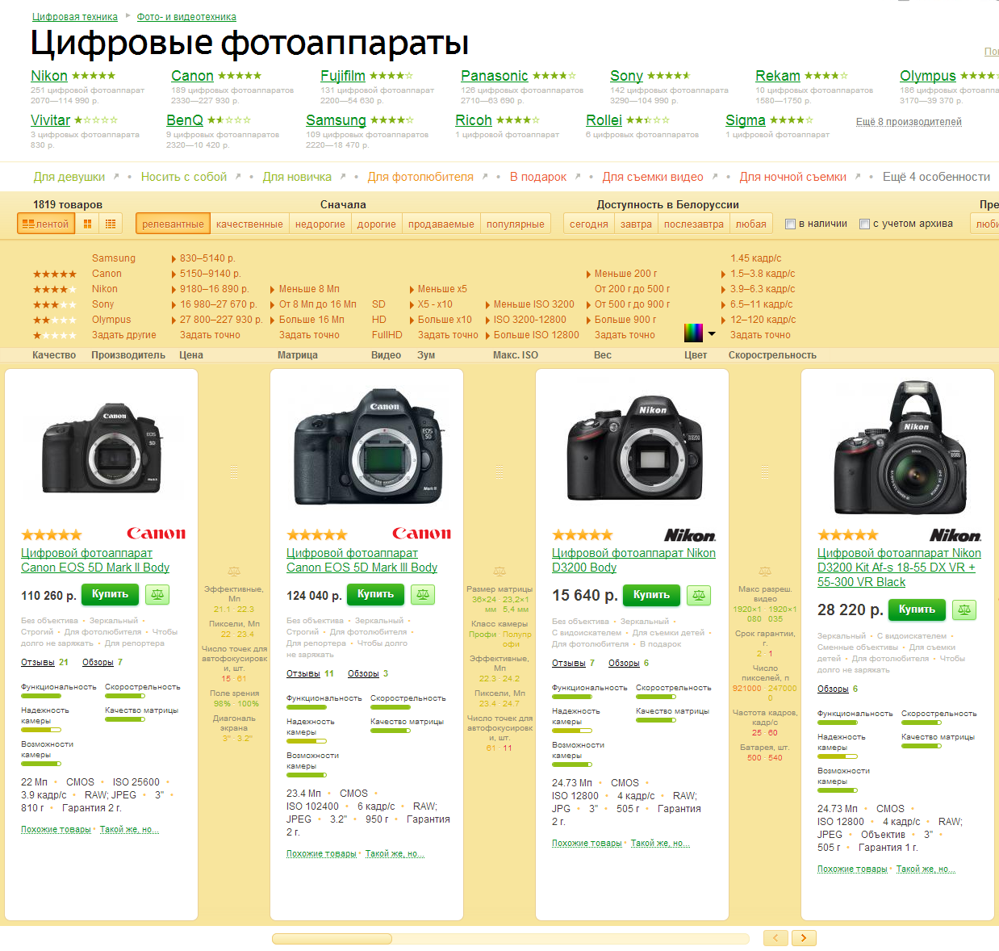 Цифровая техника ► Фото- и видеотехника
Цифровые фотоаппараты
Nikon Canon Fujifilm Panasonic Sony Rekam Olympus
251 цифровой фотоаппарат 189 цифровых фотоаппаратов 131 цифровой фотоаппарат 126 цифровых фотоаппаратов 142 цифровых фотоаппарата 10 цифровых фотоаппаратов 186 цифровых фотоаппа
2070—114 990 р. 2330—227 930 р. 2200—54 630 р. 2710—63 690 р. 3290—104 990 р. 1580—1750 р. 3170—39 370 р.
Vivitar BenQ Samsung Ricoh Rollei Sigma Ещё 8 производителей
3 цифровых фотоаппарата 9 цифровых фотоаппаратов 109 цифровых фотоаппаратов 1 цифровой фотоаппарат 6 цифровых фотоаппаратов 1 цифровой фотоаппарат
830 р. 2320—10 420 р. 2220—18 470 р.
Для девушки • Носить с собой • Для новичка • Для фотолюбителя • В подарок • Для съемки видео • Для ночной съемки • Ещё 4 особенности
1819 товаров Сначала Доступность в Белоруссии
лентой релевантные качественные недорогие дорогие продаваемые популярные сегодня завтра послезавтра любая в наличии с учетом архива
Samsung 830–5140 р. 1.45 кадр/с
Canon 5150–9140 р. Меньше 200 г 1.5–3.8 кадр/с
Nikon 9180–16 890 р. Меньше 8 Мп Меньше x5 От 200 г до 500 г 3.9–6.3 кадр/с
Sony 16 980–27 670 р. От 8 Мп до 16 Мп SD X5 - x10 Меньше ISO 3200 От 500 г до 900 г 6.5–11 кадр/с
Olympus 27 800–227 930 р. Больше 16 Мп HD Больше x10 ISO 3200-12800 Больше 900 г 12–120 кадр/с
Задать другие Задать точно Задать точно FullHD Задать точно Больше ISO 12800 Задать точно Задать точно
Качество Производитель Цена Матрица Видео Зум Макс. ISO Вес Цвет Скорострельность
Canon
EOS
5D
Mark II
Canon
Цифровой фотоаппарат
Canon EOS 5D Mark II Body
110 260 р. Купить
Без объектива • Зеркальный •
Строгий • Для фотолюбителя • Чтобы
долго не заряжать • Для репортера
Отзывы 21 Обзоры 7
Функциональность Скорострельность
Надежность
камеры
Качество матрицы
Возможности
камеры
22 Мп • CMOS • ISO 25600 •
3.9 кадр/с • RAW; JPEG • 3" •
810 г • Гарантия 2 г.
Похожие товары • Такой же, но...
Эффективные,
Мп
21.1 - 22.3
Пиксели, Мп
22 - 23.4
Число точек для
автофокусировк
и, шт.
15 - 61
Поле зрения
98% - 100%
Диагональ
экрана
3" - 3.2"
Canon
EOS
5D
Mark III
Canon
Цифровой фотоаппарат
Canon EOS 5D Mark III Body
124 040 р. Купить
Без объектива • Зеркальный •
Строгий • Для фотолюбителя •
Для репортера • Чтобы долго
не заряжать
Отзывы 11 Обзоры 3
Функциональность Скорострельность
Надежность
камеры
Качество матрицы
Возможности
камеры
23.4 Мп • CMOS •
ISO 102400 • 6 кадр/с • RAW;
JPEG • 3.2" • 950 г • Гарантия
2 г.
Похожие товары • Такой же, но...
Размер матрицы
36×24 - 23,2×1
мм 5,4 мм
Класс камеры
Профи - Полупр
офи
Эффективные,
Мп
22.3 - 24.2
Пиксели, Мп
23.4 - 24.7
Число точек для
автофокусировк
и, шт.
61 - 11
Nikon
D3200
Nikon
Цифровой фотоаппарат Nikon
D3200 Body
15 640 р. Купить
Без объектива • Зеркальный •
С видоискателем • Для съемки детей •
Для фотолюбителя • В подарок
Отзывы 7 Обзоры 6
Функциональность Скорострельность
Надежность
камеры
Качество матрицы
Возможности
камеры
24.73 Мп • CMOS •
ISO 12800 • 4 кадр/с • RAW;
JPG • 3" • 505 г • Гарантия
2 г.
Похожие товары • Такой же, но...
Макс разреш.
видео
1920×1 - 1920×1
080 035
Срок гарантии,
г.
2 - 1
Число
пикселей, п
921000 - 247000
0
Частота кадров,
кадр/с
25 - 60
Батарея, шт.
500 - 540
Nikon
Nikon
Цифровой фотоаппарат Nikon
D3200 Kit Af-s 18-55 DX VR +
55-300 VR Black
28 220 р. Купить
Зеркальный • С видоискателем •
Сменные объективы • Для съемки
детей • Для фотолюбителя • Чтобы
долго не заряжать
Обзоры 6
Функциональность Скорострельность
Надежность
камеры
Качество матрицы
Возможности
камеры
24.73 Мп • CMOS •
ISO 12800 • 4 кадр/с • RAW;
JPEG • Объектив • 3" •
505 г • Гарантия 1 г.
Похожие товары • Такой же, но...